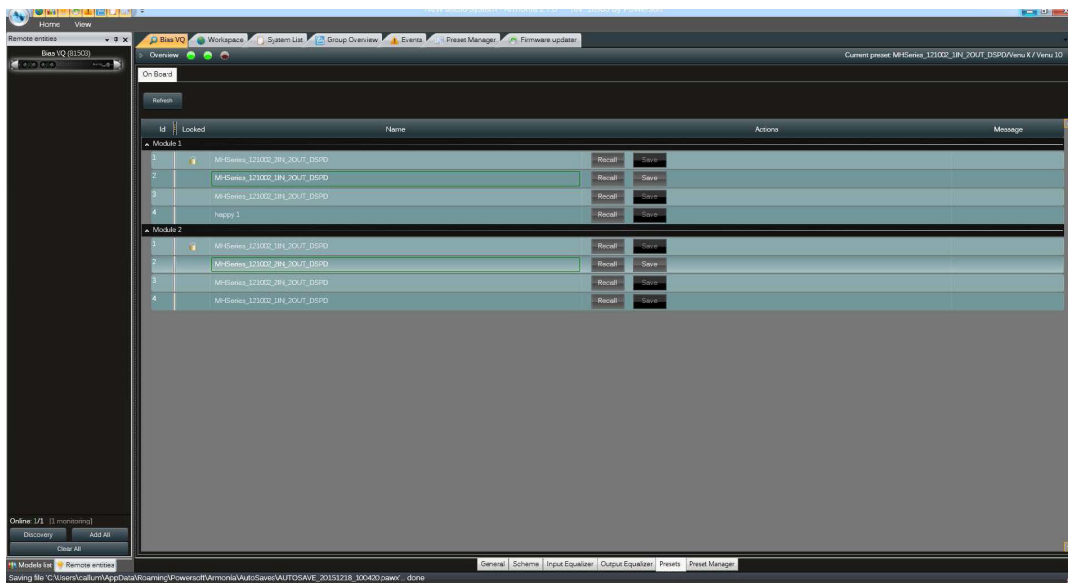 Home View
Remote entities
Bias VQ (81503)
Bias VQ Workspace System List Group Overview Events Preset Manager Firmware updater
Overview Current preset: MHSeries_121002_1IN_2OUT_DSPD/Venu X / Venu 10
On Board
Refresh
Id Locked Name Actions Message
Module 1
1 MHSeries_121002_2IN_2OUT_DSPD Recall Save
2 MHSeries_121002_1IN_2OUT_DSPD Recall Save
3 MHSeries_121002_1IN_2OUT_DSPD Recall Save
4 happy 1 Recall Save
Module 2
1 MHSeries_121002_2IN_2OUT_DSPD Recall Save
2 MHSeries_121002_2IN_2OUT_DSPD Recall Save
3 MHSeries_121002_2IN_2OUT_DSPD Recall Save
4 MHSeries_121002_1IN_2OUT_DSPD Recall Save
Online: 1/1 [1 monitoring]
Discovery Add All
Clear All
Models list Remote entities
General Scheme Input Equalizer Output Equalizer Presets Preset Manager
Saving file 'C:\Users\callum\AppData\Roaming\Powersoft\Armonia\AutoSaves\AUTOSAVE_20151218_100420.pawx' .. done